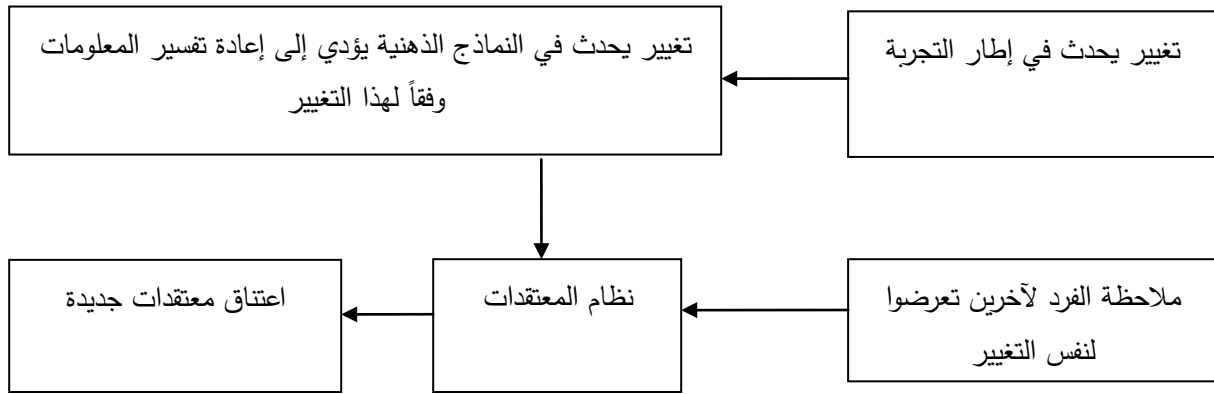 تغيير يحدث في إطار التجربة
تغيير يحدث في النماذج الذهنية يؤدي إلى إعادة تفسير المعلومات
وفقاً لهذا التغيير
ملاحظة الفرد لآخرين تعرضوا
لنفس التغيير
نظام المعتقدات
اعتناق معتقدات جديدة